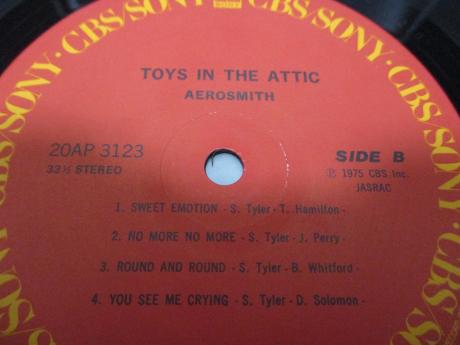 CBS/SONY · CBS/SONY · CBS/SONY · CBS/SONY
SONY
TOYS IN THE ATTIC
AEROSMITH
20AP 3123
33⅓ STEREO
SIDE B
Ⓟ 1975 CBS Inc.
JASRAC
1. SWEET EMOTION - S. Tyler - T. Hamilton -
2. NO MORE NO MORE - S. Tyler - J. Perry -
3. ROUND AND ROUND - S. Tyler - B. Whitford -
4. YOU SEE ME CRYING - S. Tyler - D. Solomon -